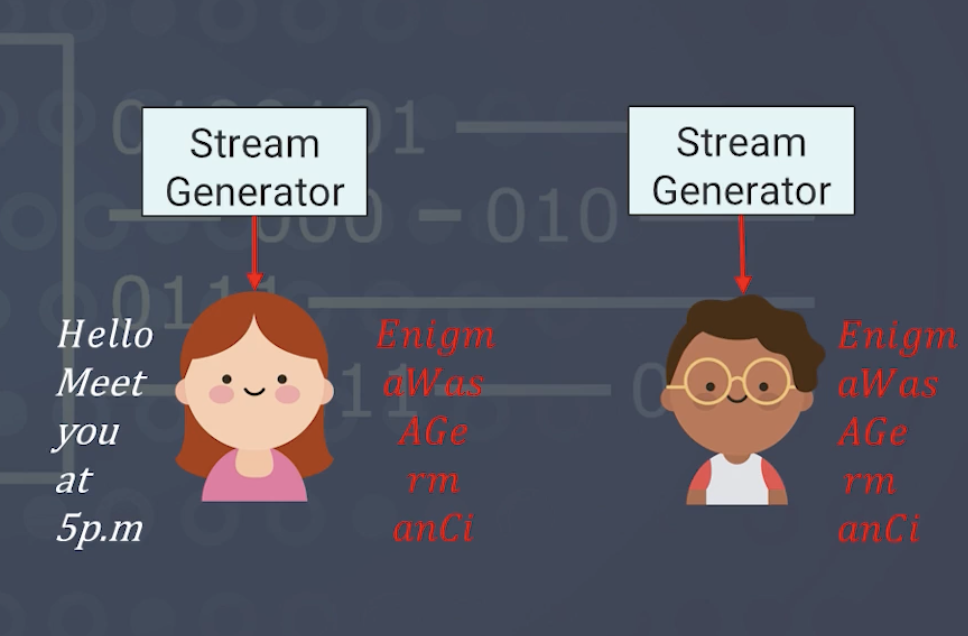 Stream
Generator
Stream
Generator
Hello
Meet
you
at
5p.m
Enigm
aWas
AGe
rm
anCi
Enigm
aWas
AGe
rm
anCi
010